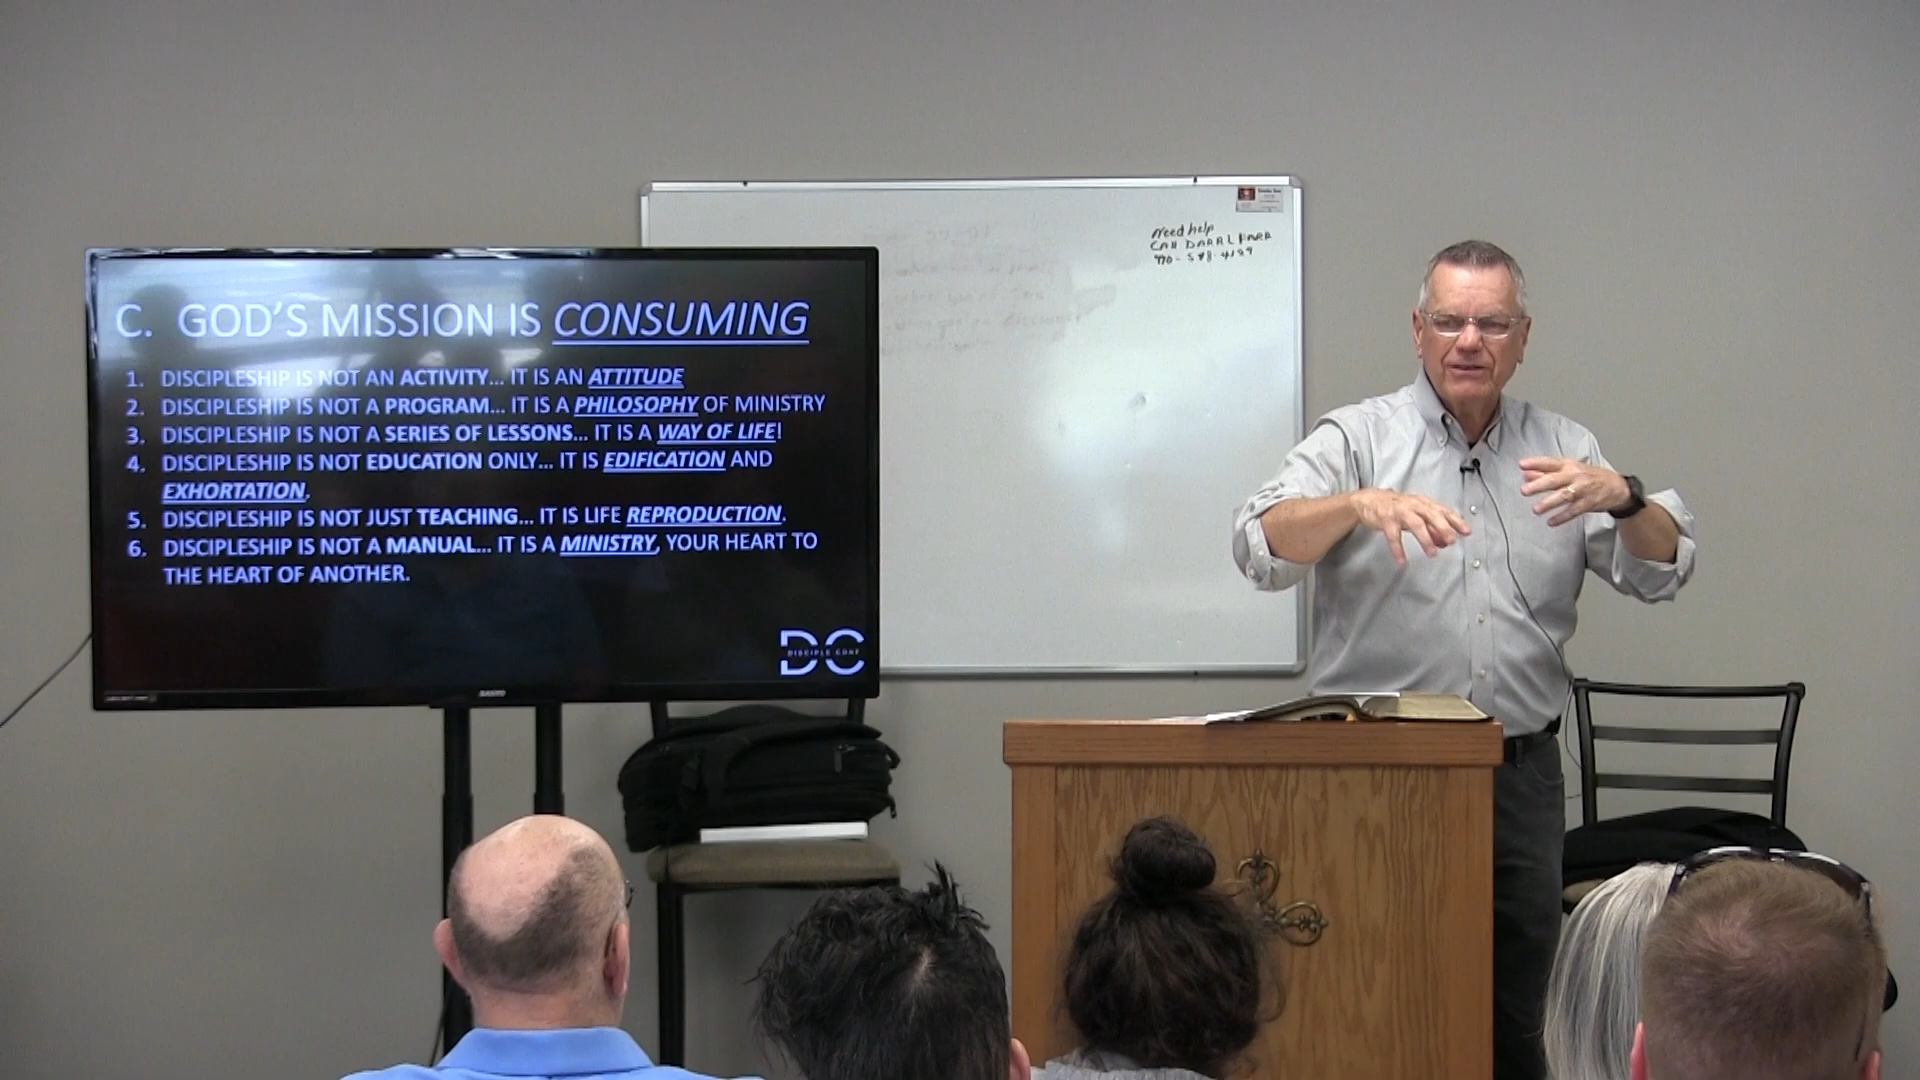 C. GOD'S MISSION IS CONSUMING
1. DISCIPLESHIP IS NOT AN ACTIVITY... IT IS AN ATTITUDE
2. DISCIPLESHIP IS NOT A PROGRAM... IT IS A PHILOSOPHY OF MINISTRY
3. DISCIPLESHIP IS NOT A SERIES OF LESSONS... IT IS A WAY OF LIFE!
4. DISCIPLESHIP IS NOT EDUCATION ONLY... IT IS EDIFICATION AND
EXHORTATION.
5. DISCIPLESHIP IS NOT JUST TEACHING... IT IS LIFE REPRODUCTION.
6. DISCIPLESHIP IS NOT A MANUAL... IT IS A MINISTRY, YOUR HEART TO
THE HEART OF ANOTHER.
DC
DISCIPLE CONF
SANYO
Need help
CALL DARAL FARR